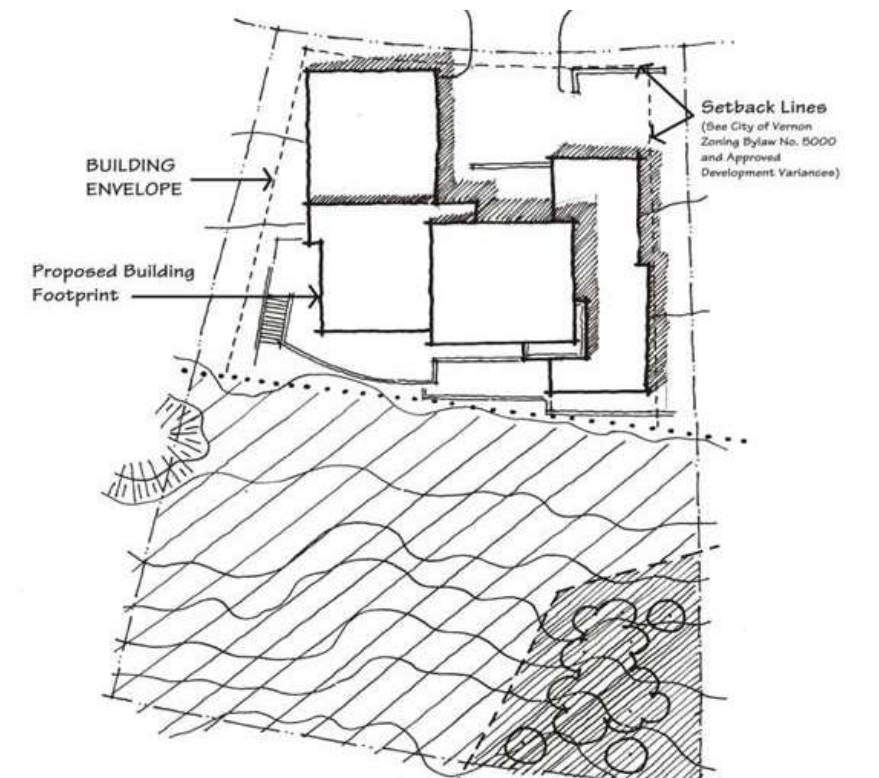 Setback Lines
(See City of Vernon
Zoning Bylaw No. 5000
and Approved
Development Variances)
BUILDING
ENVELOPE
Proposed Building
Footprint